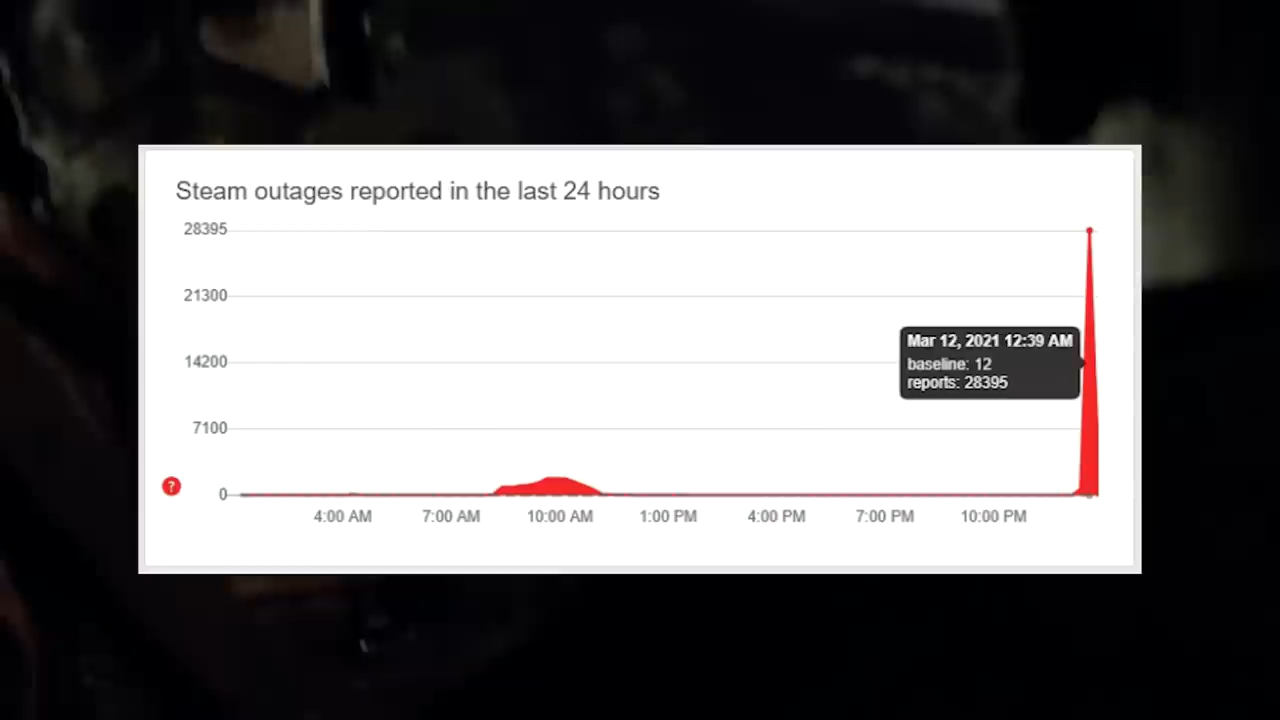 Steam outages reported in the last 24 hours
28395
21300
Mar 12, 2021 12:39 AM
14200
baseline: 12
reports: 28395
7100
?
0
4:00 AM 7:00 AM 10:00 AM 1:00 PM 4:00 PM 7:00 PM 10:00 PM